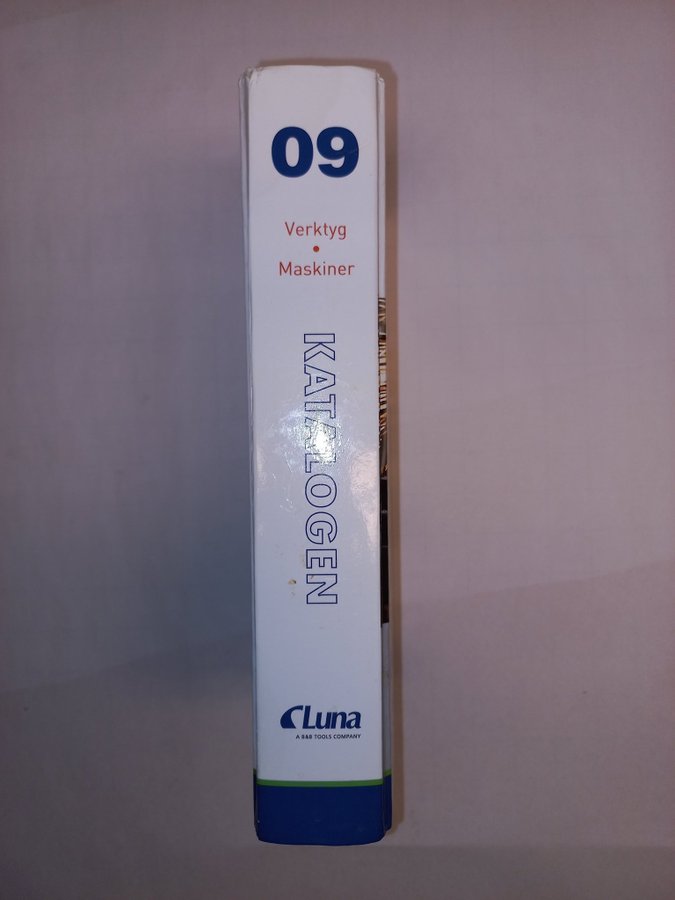 09
Verktyg
•
Maskiner
KATALOGEN
Luna
A B&B TOOLS COMPANY